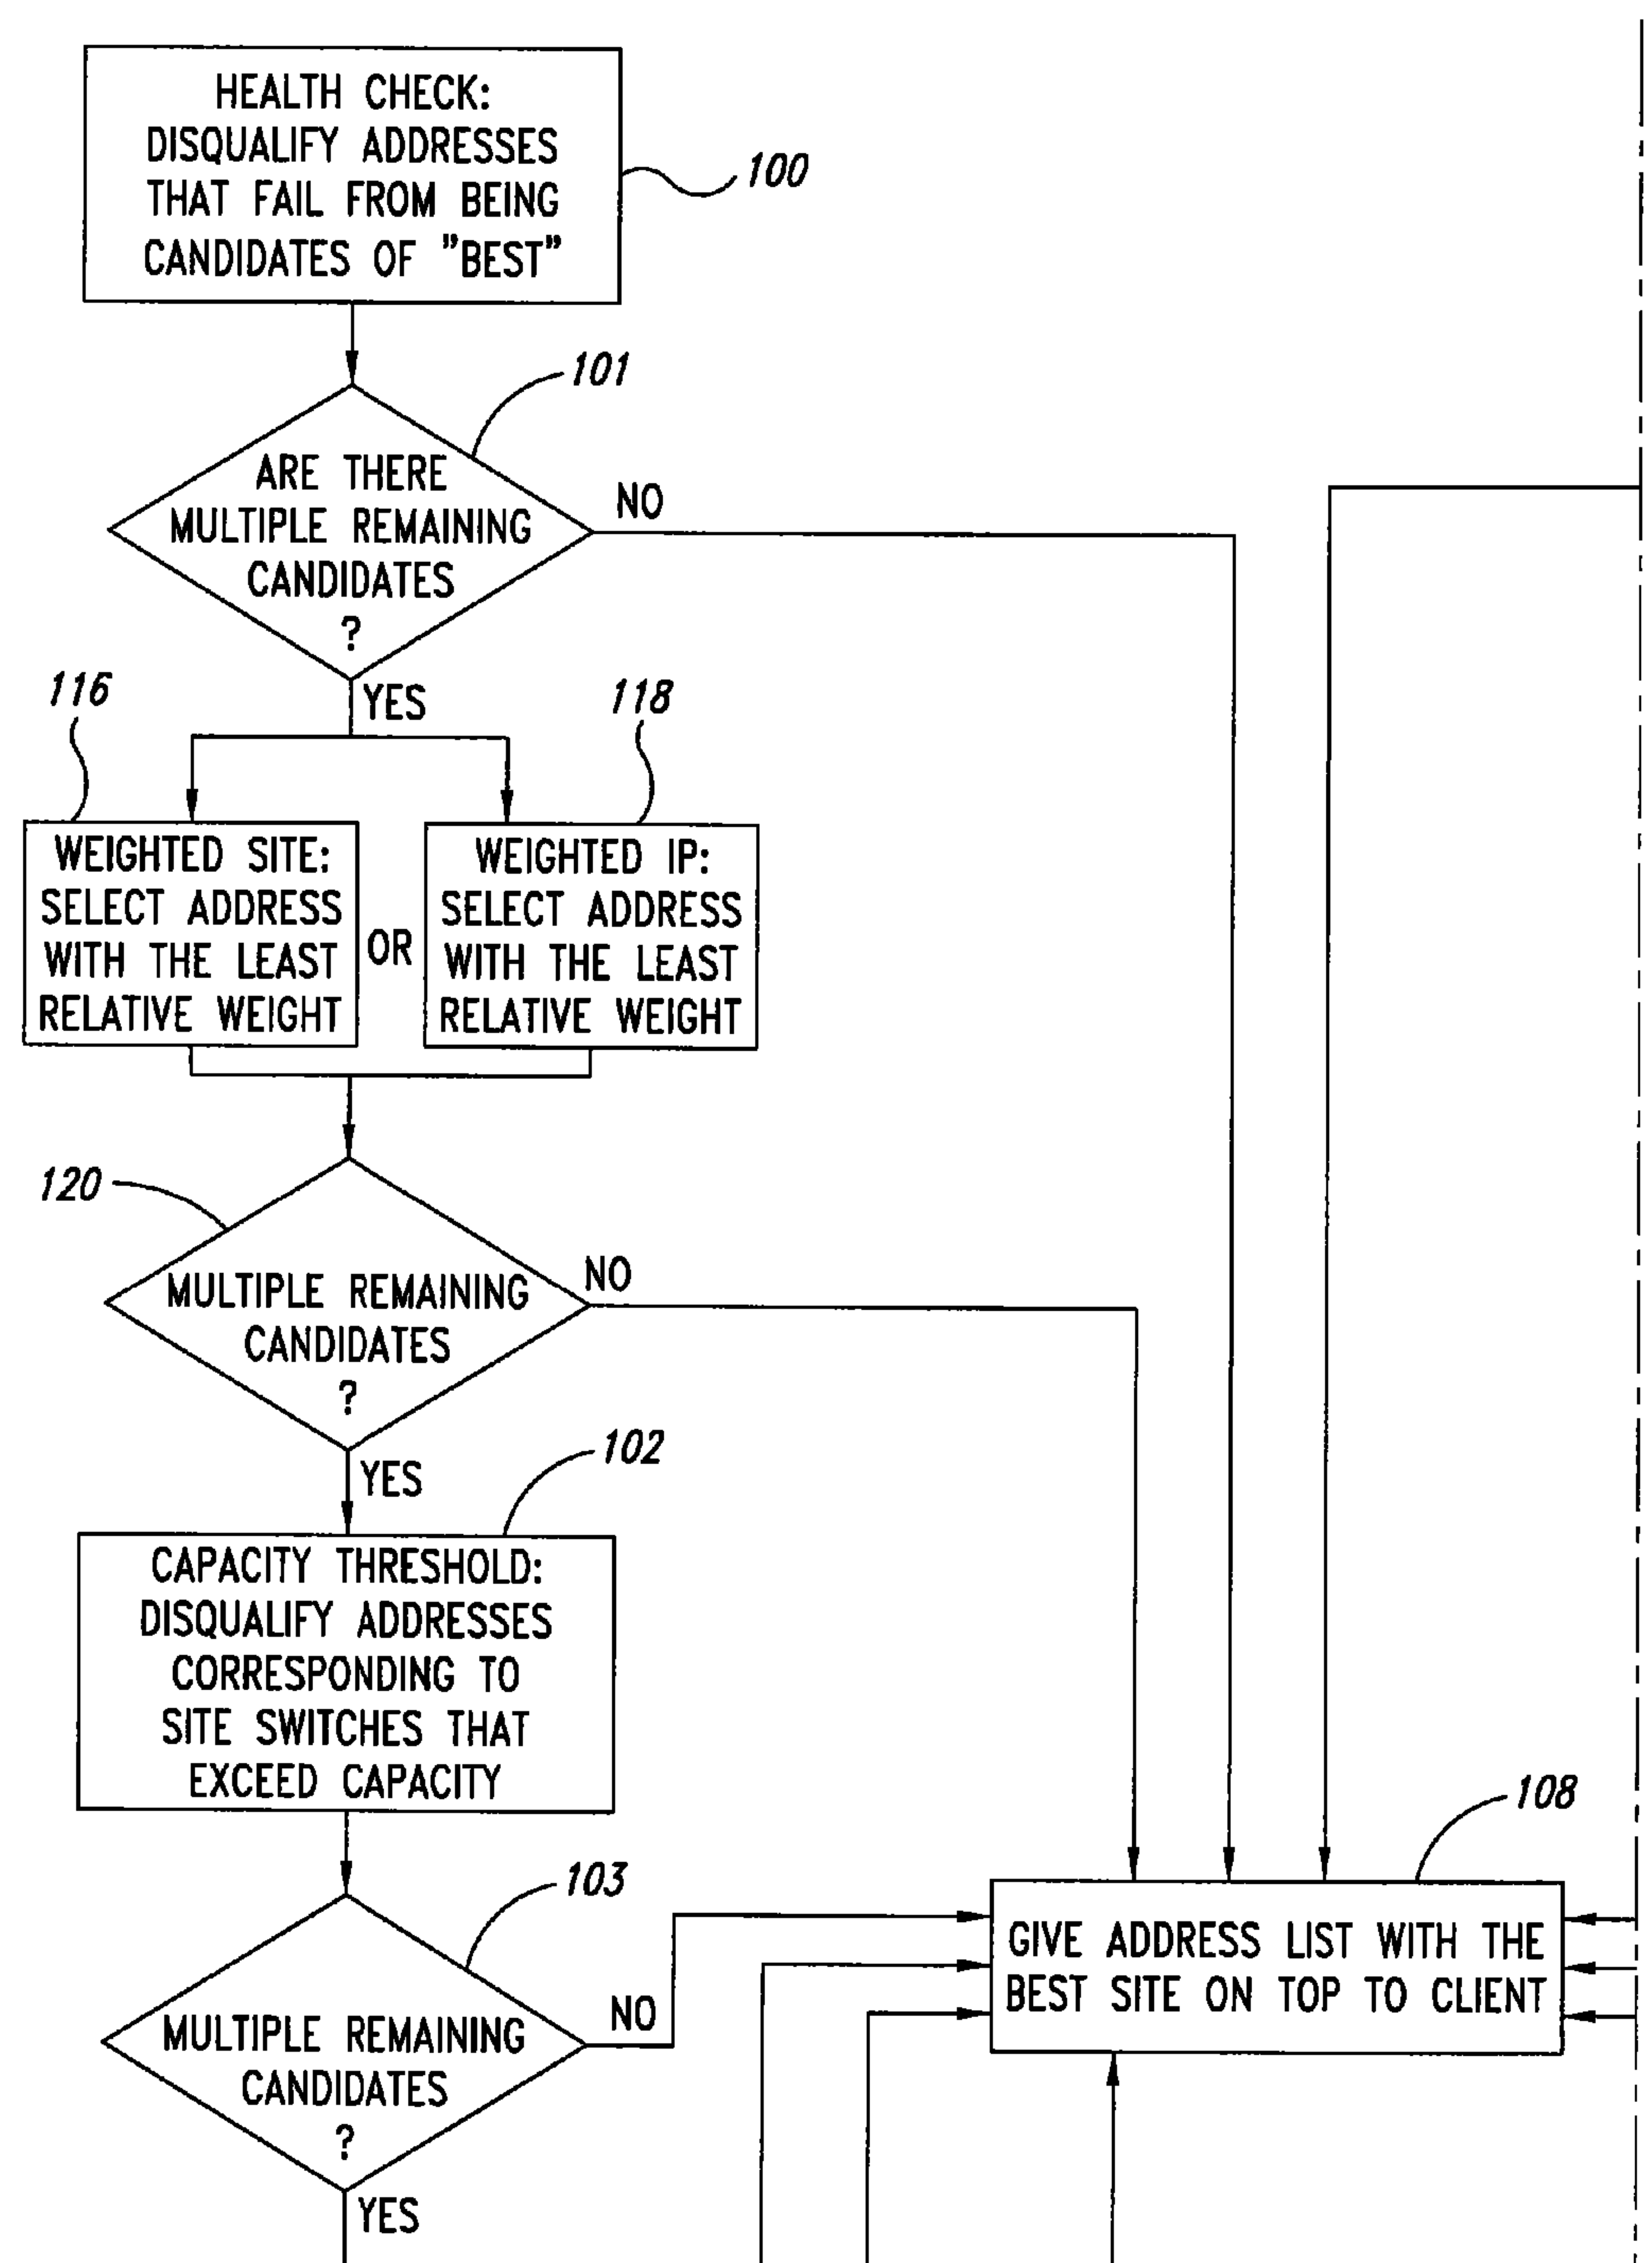 HEALTH CHECK:
DISQUALIFY ADDRESSES
THAT FAIL FROM BEING
CANDIDATES OF "BEST"
100
101
ARE THERE
MULTIPLE REMAINING
CANDIDATES
?
NO
YES
116
118
WEIGHTED SITE:
SELECT ADDRESS
WITH THE LEAST
RELATIVE WEIGHT
OR
WEIGHTED IP:
SELECT ADDRESS
WITH THE LEAST
RELATIVE WEIGHT
120
MULTIPLE REMAINING
CANDIDATES
?
NO
YES
102
CAPACITY THRESHOLD:
DISQUALIFY ADDRESSES
CORRESPONDING TO
SITE SWITCHES THAT
EXCEED CAPACITY
103
MULTIPLE REMAINING
CANDIDATES
?
NO
YES
108
GIVE ADDRESS LIST WITH THE
BEST SITE ON TOP TO CLIENT